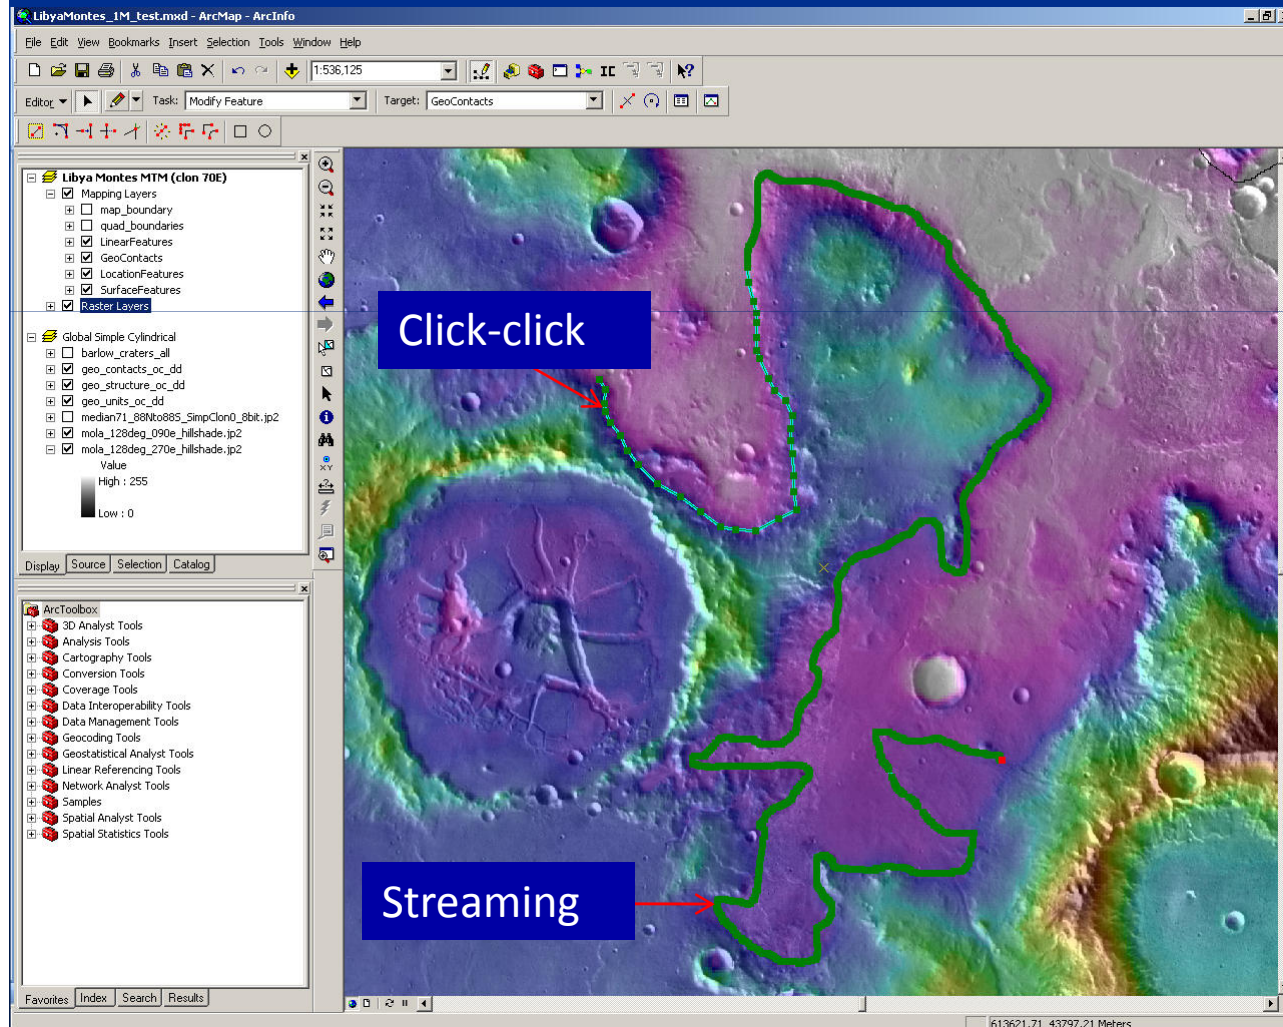 LibyaMontes_1M_test.mxd - ArcMap - ArcInfo
File Edit View Bookmarks Insert Selection Tools Window Help
1:536,125
Editor Task: Modify Feature Target: GeoContacts
Libya Montes MTM (clon 70E)
Mapping Layers
map_boundary
quad_boundaries
LinearFeatures
GeoContacts
LocationFeatures
SurfaceFeatures
Raster Layers
Global Simple Cylindrical
barlow_craters_all
geo_contacts_oc_dd
geo_structure_oc_dd
geo_units_oc_dd
median71_88Nto88S_SimpClon0_8bit.jp2
mola_128deg_090e_hillshade.jp2
mola_128deg_270e_hillshade.jp2
Value
High : 255
Low : 0
Display Source Selection Catalog
ArcToolbox
3D Analyst Tools
Analysis Tools
Cartography Tools
Conversion Tools
Coverage Tools
Data Interoperability Tools
Data Management Tools
Geocoding Tools
Geostatistical Analyst Tools
Linear Referencing Tools
Network Analyst Tools
Samples
Spatial Analyst Tools
Spatial Statistics Tools
Favorites Index Search Results
XY
Click-click
Streaming
613621.71 43797.21 Meters